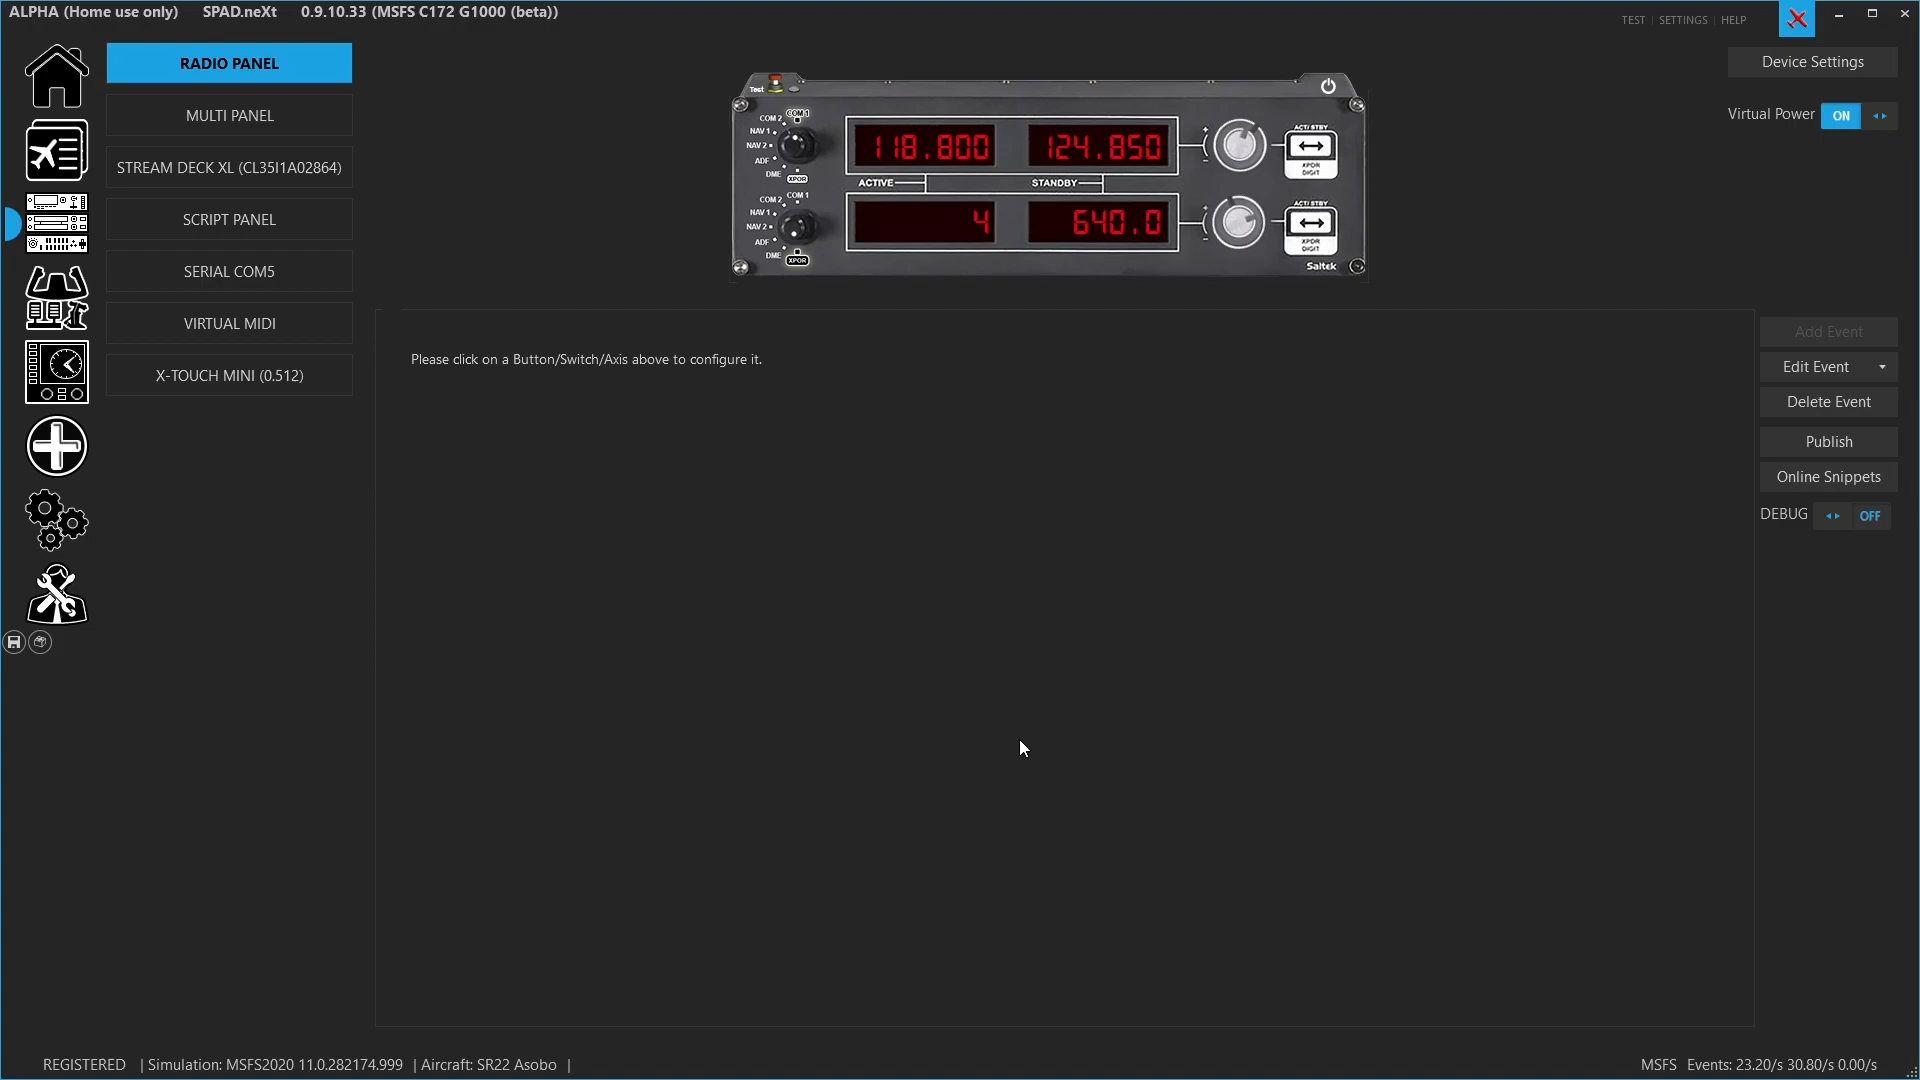 ALPHA (Home use only) SPAD.neXt 0.9.10.33 (MSFS C172 G1000 (beta))
TEST | SETTINGS | HELP
RADIO PANEL
MULTI PANEL
STREAM DECK XL (CL35I1A02864)
SCRIPT PANEL
SERIAL COM5
VIRTUAL MIDI
X-TOUCH MINI (0.512)
Test
COM 1
COM 2
NAV 1
NAV 2
ADF
DME
XPDR
118.800 124.850
ACT/ STBY
XPDR
DIGIT
ACTIVE STANDBY
COM 1
COM 2
NAV 1
NAV 2
ADF
DME
XPDR
4 640.0
ACT/ STBY
XPDR
DIGIT
Saitek
Device Settings
Virtual Power ON
Please click on a Button/Switch/Axis above to configure it.
Add Event
Edit Event
Delete Event
Publish
Online Snippets
DEBUG OFF
REGISTERED | Simulation: MSFS2020 11.0.282174.999 | Aircraft: SR22 Asobo |
MSFS Events: 23.20/s 30.80/s 0.00/s